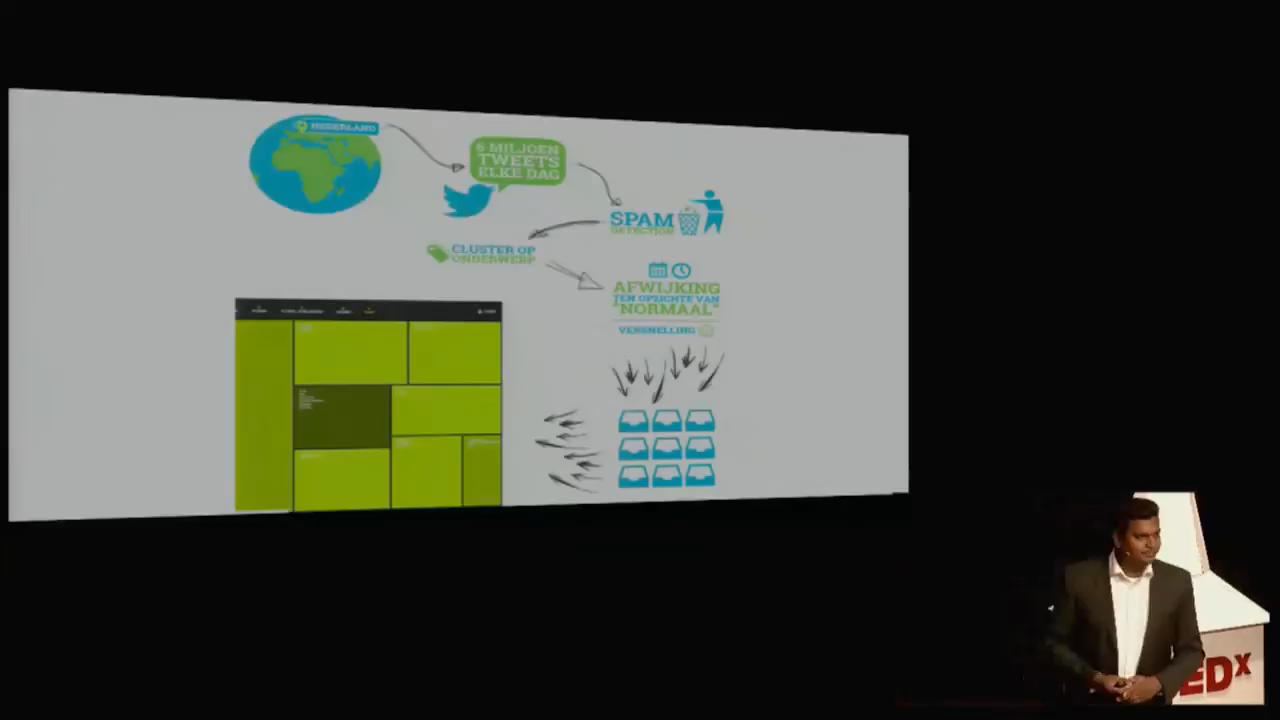 NEDERLAND
6 MILJOEN
TWEETS
ELKE DAG
SPAM
DETECTION
CLUSTER OP
ONDERWERP
AFWIJKING
TEN OPZICHTE VAN
"NORMAAL"
VERSNELLING
EDx